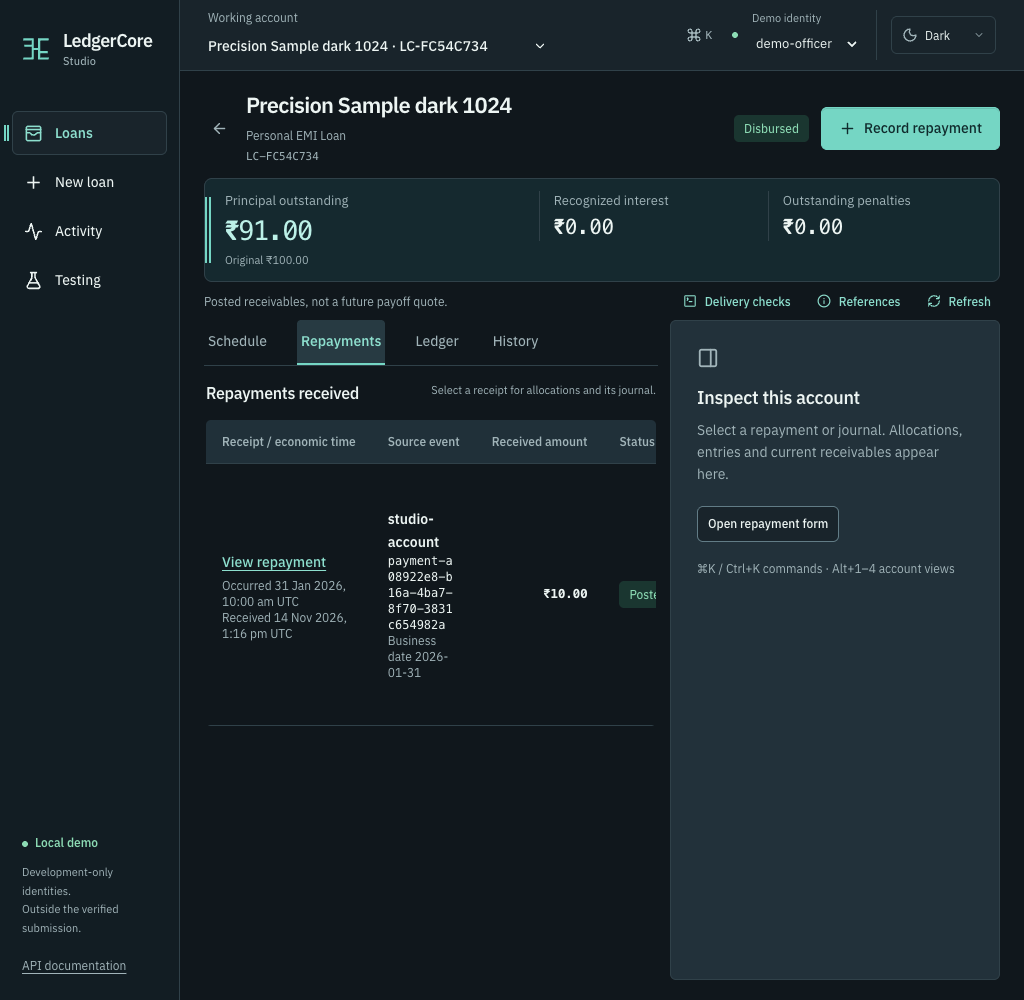 LedgerCore
Studio
Loans
New loan
Activity
Testing
Local demo
Development-only
identities.
Outside the verified
submission.
API documentation
Working account
Precision Sample dark 1024 · LC-FC54C734
⌘ K
Demo identity
demo-officer
Dark
Precision Sample dark 1024
Personal EMI Loan
LC-FC54C734
Disbursed
Record repayment
Principal outstanding
₹91.00
Original ₹100.00
Recognized interest
₹0.00
Outstanding penalties
₹0.00
Posted receivables, not a future payoff quote.
Delivery checks
References
Refresh
Schedule
Repayments
Ledger
History
Repayments received
Select a receipt for allocations and its journal.
Receipt / economic time
Source event
Received amount
Status
View repayment
Occurred 31 Jan 2026,
10:00 am UTC
Received 14 Nov 2026,
1:16 pm UTC
studio-
account
payment-a
08922e8-b
16a-4ba7-
8f70-3831
c654982a
Business
date 2026-
01-31
₹10.00
Inspect this account
Select a repayment or journal. Allocations,
entries and current receivables appear
here.
Open repayment form
⌘K / Ctrl+K commands · Alt+1–4 account views